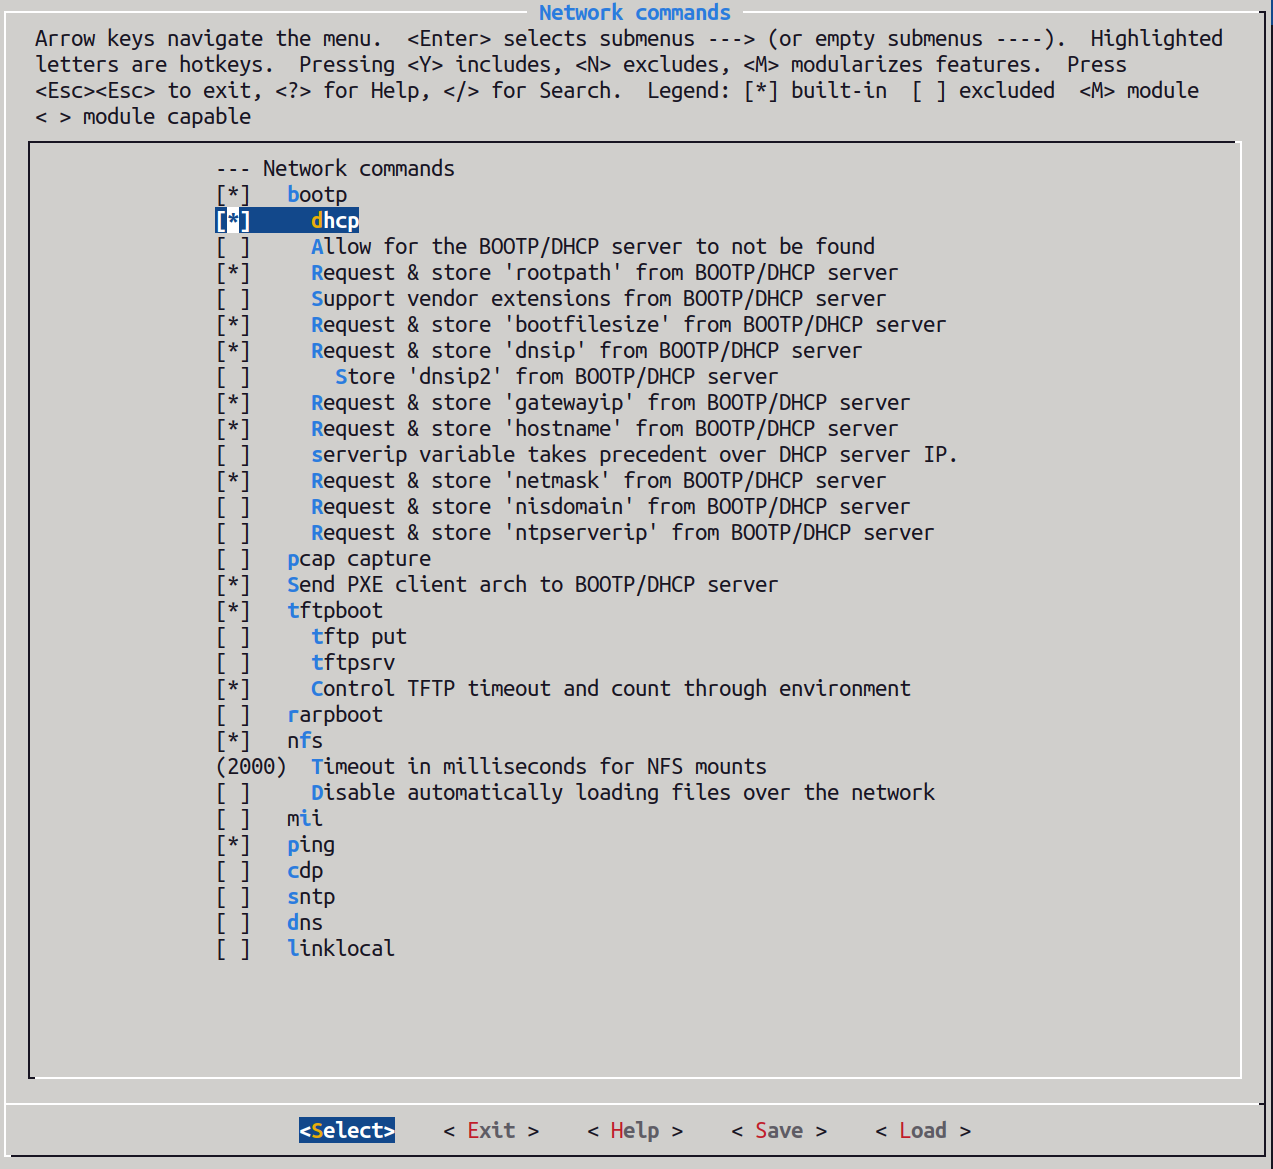 Network commands
Arrow keys navigate the menu.  <Enter> selects submenus ---> (or empty submenus ----).  Highlighted
letters are hotkeys.  Pressing <Y> includes, <N> excludes, <M> modularizes features.  Press
<Esc><Esc> to exit, <?> for Help, </> for Search.  Legend: [*] built-in  [ ] excluded  <M> module
< > module capable
--- Network commands
[*]   bootp
[*]     dhcp
[ ]     Allow for the BOOTP/DHCP server to not be found
[*]     Request & store 'rootpath' from BOOTP/DHCP server
[ ]     Support vendor extensions from BOOTP/DHCP server
[*]     Request & store 'bootfilesize' from BOOTP/DHCP server
[*]     Request & store 'dnsip' from BOOTP/DHCP server
[ ]       Store 'dnsip2' from BOOTP/DHCP server
[*]     Request & store 'gatewayip' from BOOTP/DHCP server
[*]     Request & store 'hostname' from BOOTP/DHCP server
[ ]     serverip variable takes precedent over DHCP server IP.
[*]     Request & store 'netmask' from BOOTP/DHCP server
[ ]     Request & store 'nisdomain' from BOOTP/DHCP server
[ ]     Request & store 'ntpserverip' from BOOTP/DHCP server
[ ]   pcap capture
[*]   Send PXE client arch to BOOTP/DHCP server
[*]   tftpboot
[ ]     tftp put
[ ]     tftpsrv
[*]     Control TFTP timeout and count through environment
[ ]   rarpboot
[*]   nfs
(2000)  Timeout in milliseconds for NFS mounts
[ ]     Disable automatically loading files over the network
[ ]   mii
[*]   ping
[ ]   cdp
[ ]   sntp
[ ]   dns
[ ]   linklocal
<Select>    < Exit >    < Help >    < Save >    < Load >